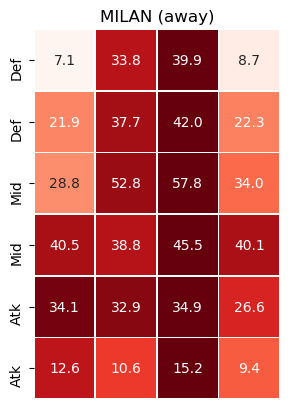 MILAN (away)
Def 7.1 33.8 39.9 8.7
Def 21.9 37.7 42.0 22.3
Mid 28.8 52.8 57.8 34.0
Mid 40.5 38.8 45.5 40.1
Atk 34.1 32.9 34.9 26.6
Atk 12.6 10.6 15.2 9.4